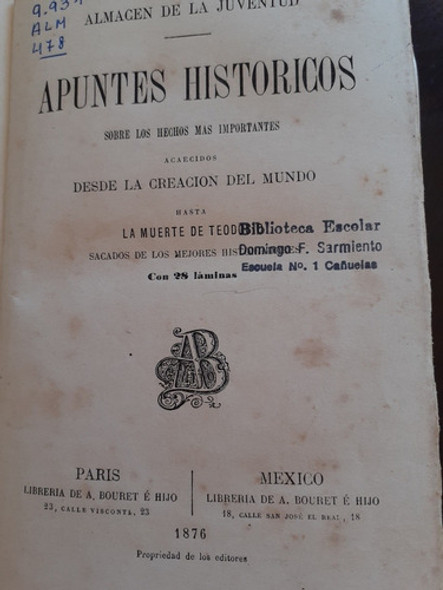 9.93
ALM
478
ALMACEN DE LA JUVENTUD
APUNTES HISTORICOS
SOBRE LOS HECHOS MAS IMPORTANTES
ACAECIDOS
DESDE LA CREACION DEL MUNDO
HASTA
LA MUERTE DE TEOD
SACADOS DE LOS MEJORES HIS
Con 28 láminas
Biblioteca Escolar
Domingo F. Sarmiento
Escuela No. 1 Cañuelas
AB
PARIS
LIBRERIA DE A. BOURET É HIJO
23, CALLE VISCONTI, 23
MEXICO
LIBRERIA DE A. BOURET É HIJO
18, CALLE SAN JOSÉ EL REAL, 18
1876
Propiedad de los editores